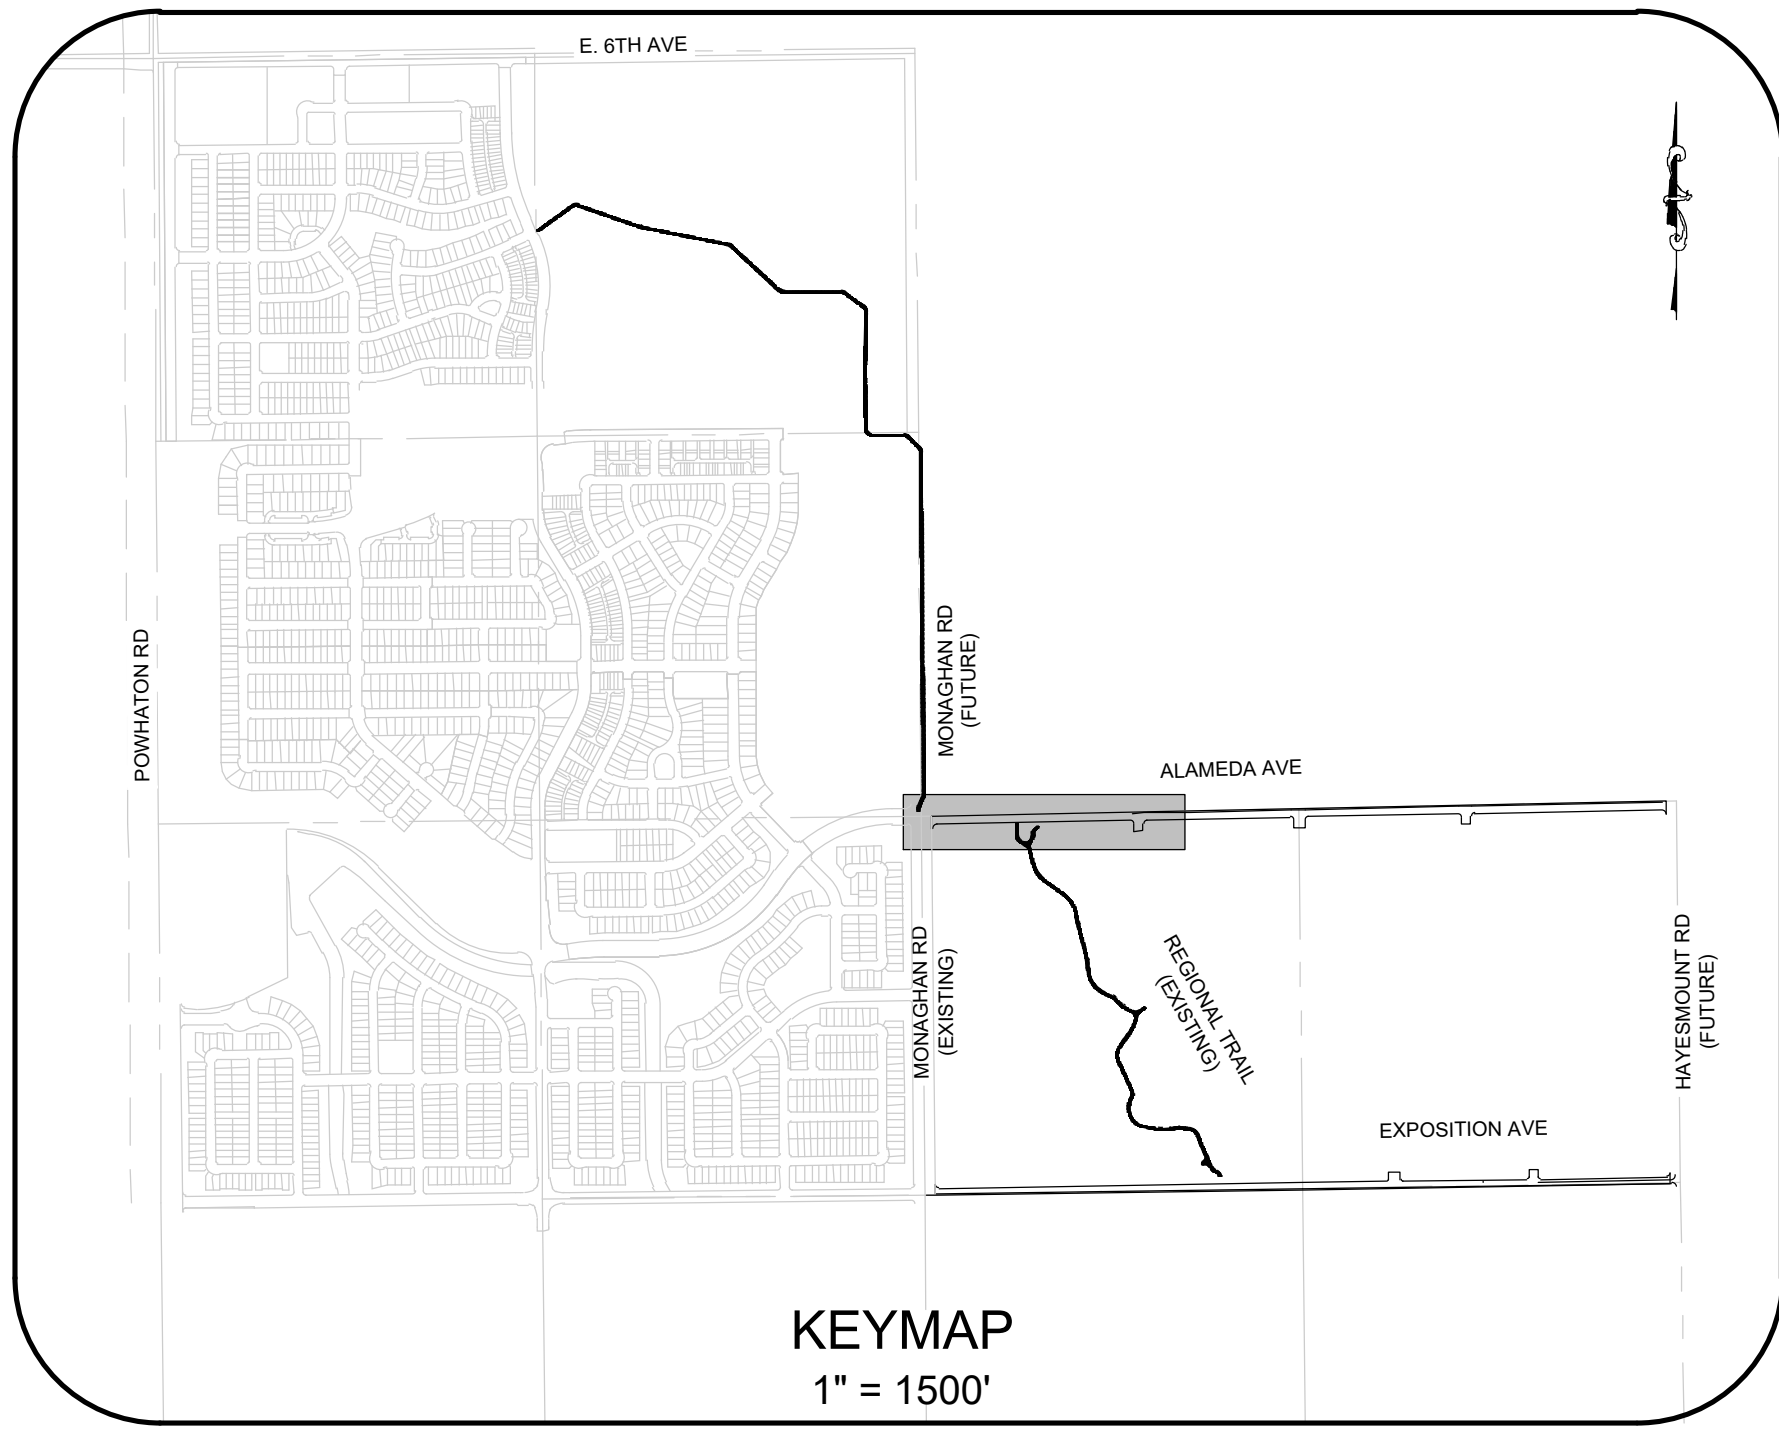 E. 6TH AVE
POWHATON RD
MONAGHAN RD
(FUTURE)
ALAMEDA AVE
MONAGHAN RD
(EXISTING)
REGIONAL TRAIL
(EXISTING)
HAYESMOUNT RD
(FUTURE)
EXPOSITION AVE
KEYMAP
1" = 1500'